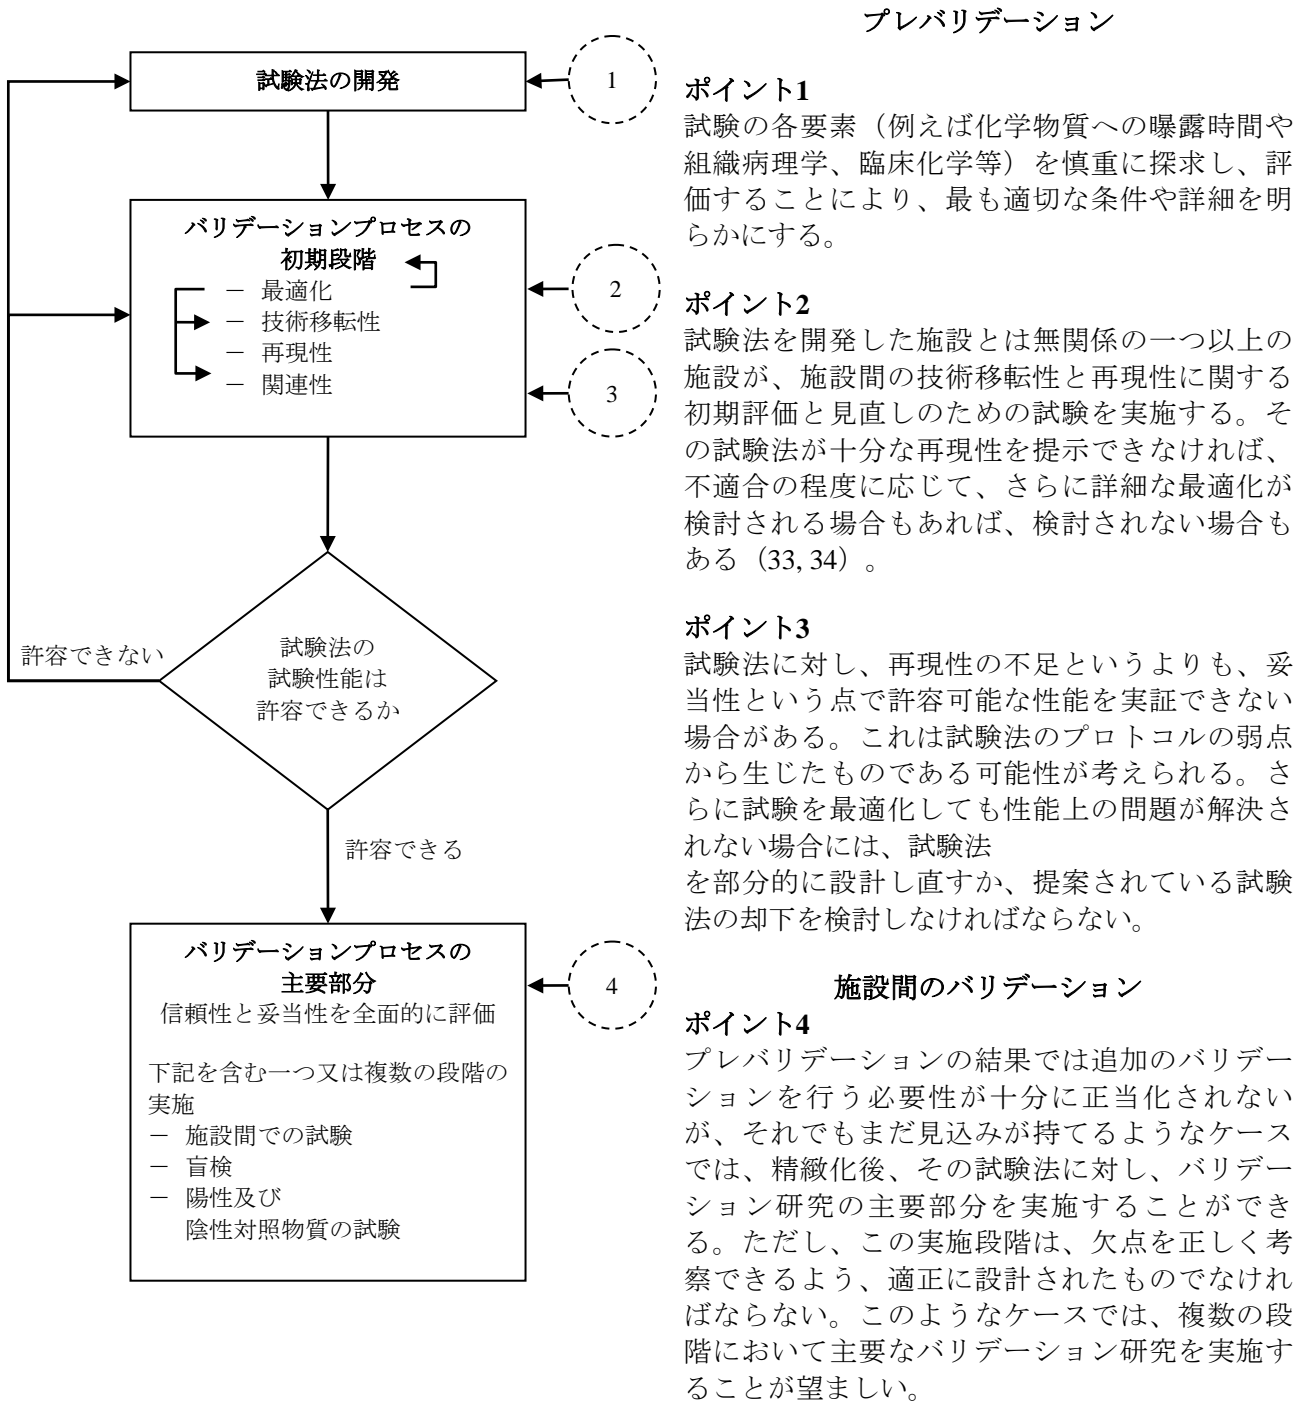 試験法の開発
1
バリデーションプロセスの
初期段階
－ 最適化
－ 技術移転性
－ 再現性
－ 関連性
2
3
試験法の
試験性能は
許容できるか
許容できない
許容できる
バリデーションプロセスの
主要部分
信頼性と妥当性を全面的に評価
下記を含む一つ又は複数の段階の
実施
－ 施設間での試験
－ 盲検
－ 陽性及び
陰性対照物質の試験
4
プレバリデーション
ポイント1
試験の各要素（例えば化学物質への曝露時間や
組織病理学、臨床化学等）を慎重に探求し、評
価することにより、最も適切な条件や詳細を明
らかにする。
ポイント2
試験法を開発した施設とは無関係の一つ以上の
施設が、施設間の技術移転性と再現性に関する
初期評価と見直しのための試験を実施する。そ
の試験法が十分な再現性を提示できなければ、
不適合の程度に応じて、さらに詳細な最適化が
検討される場合もあれば、検討されない場合も
ある（33, 34）。
ポイント3
試験法に対し、再現性の不足というよりも、妥
当性という点で許容可能な性能を実証できない
場合がある。これは試験法のプロトコルの弱点
から生じたものである可能性が考えられる。さ
らに試験を最適化しても性能上の問題が解決さ
れない場合には、試験法
を部分的に設計し直すか、提案されている試験
法の却下を検討しなければならない。
施設間のバリデーション
ポイント4
プレバリデーションの結果では追加のバリデー
ションを行う必要性が十分に正当化されない
が、それでもまだ見込みが持てるようなケース
では、精緻化後、その試験法に対し、バリデー
ション研究の主要部分を実施することができ
る。ただし、この実施段階は、欠点を正しく考
察できるよう、適正に設計されたものでなけれ
ばならない。このようなケースでは、複数の段
階において主要なバリデーション研究を実施す
ることが望ましい。